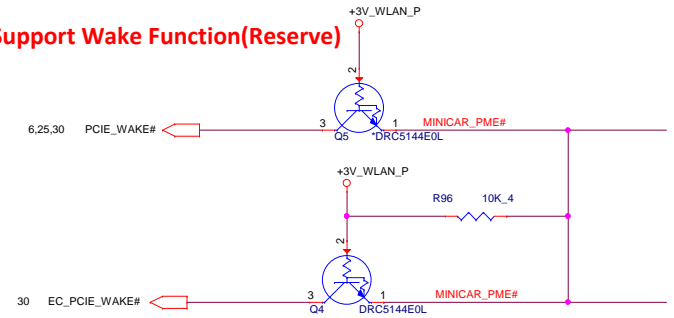 +3V_WLAN_P
Support Wake Function(Reserve)
2
6,25,30 PCIE_WAKE# 3 1 MINICAR_PME#
Q5 *DRC5144E0L
+3V_WLAN_P
R96 10K_4
2
30 EC_PCIE_WAKE# 3 1 MINICAR_PME#
Q4 DRC5144E0L